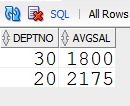 SQL | All Rows
DEPTNO AVGSAL
30 1800
20 2175